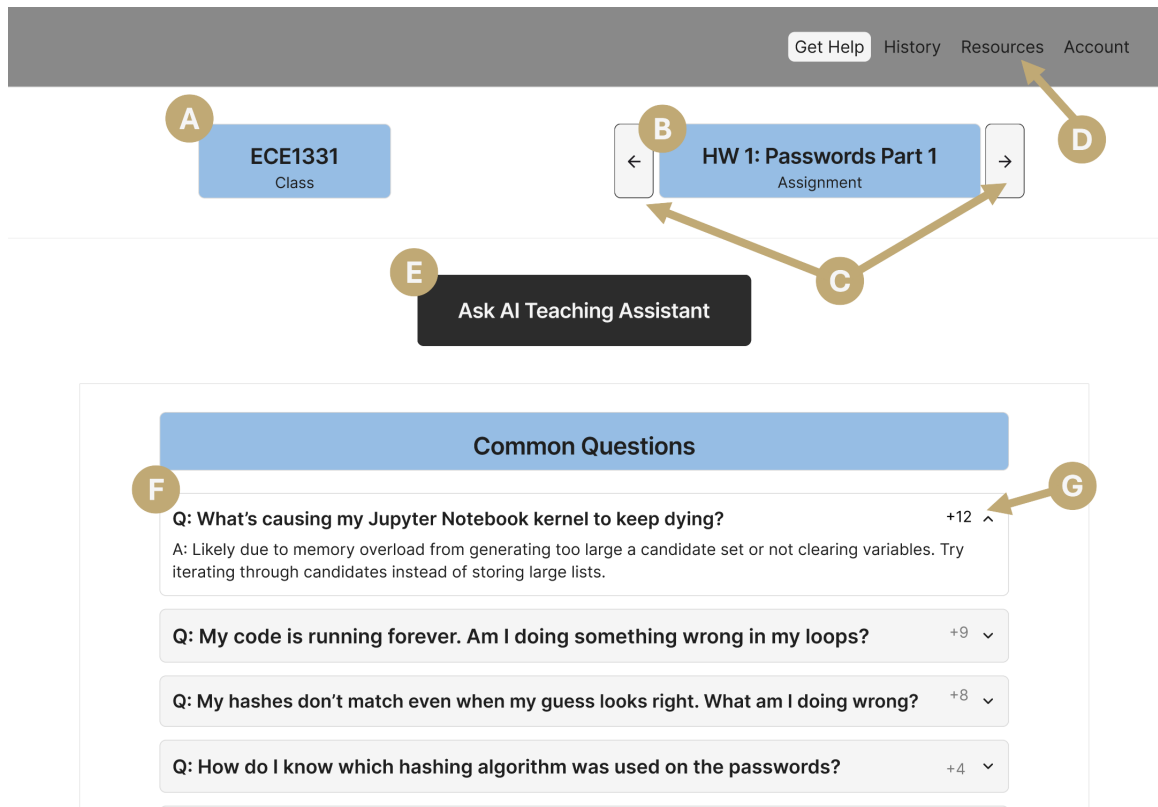 Get Help History Resources Account
A
B
D
ECE1331
Class
←
HW 1: Passwords Part 1
Assignment
→
C
E
Ask AI Teaching Assistant
Common Questions
F
G
Q: What’s causing my Jupyter Notebook kernel to keep dying? +12
A: Likely due to memory overload from generating too large a candidate set or not clearing variables. Try
iterating through candidates instead of storing large lists.
Q: My code is running forever. Am I doing something wrong in my loops? +9
Q: My hashes don’t match even when my guess looks right. What am I doing wrong? +8
Q: How do I know which hashing algorithm was used on the passwords? +4